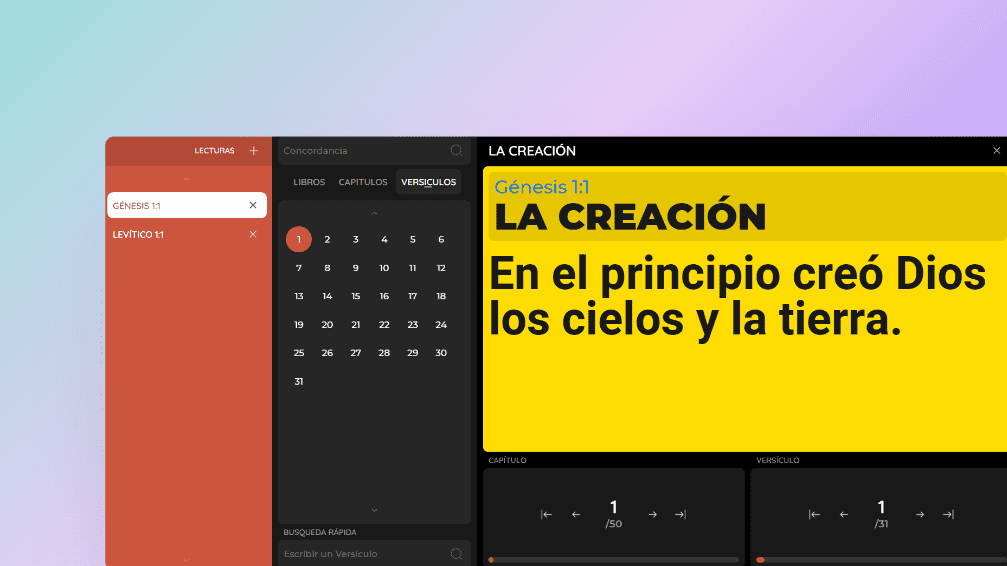 LECTURAS
GÉNESIS 1:1
LEVÍTICO 1:1
Concordancia
LIBROS CAPITULOS VERSICULOS
1 2 3 4 5 6
7 8 9 10 11 12
13 14 15 16 17 18
19 20 21 22 23 24
25 26 27 28 29 30
31
BUSQUEDA RÁPIDA
Escribir un Versículo
LA CREACIÓN
Génesis 1:1
LA CREACIÓN
En el principio creó Dios
los cielos y la tierra.
CAPÍTULO
1
/50
VERSÍCULO
1
/31